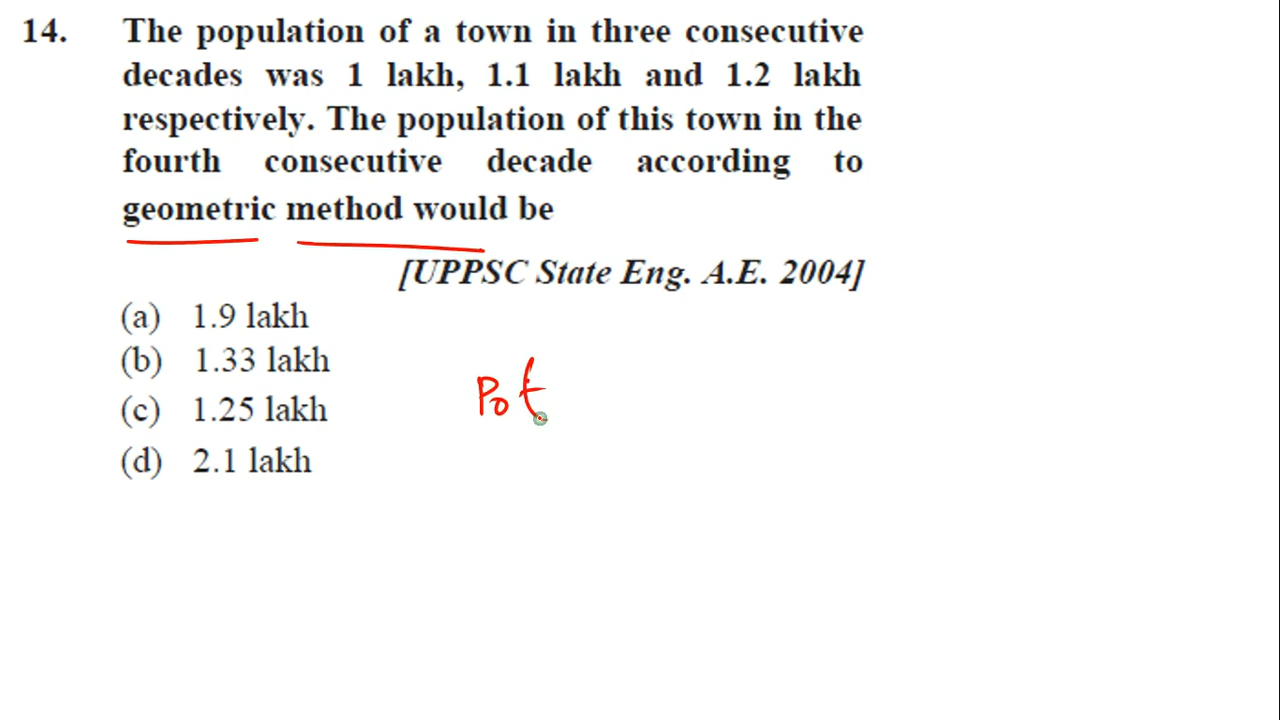 14. The population of a town in three consecutive
decades was 1 lakh, 1.1 lakh and 1.2 lakh
respectively. The population of this town in the
fourth consecutive decade according to
geometric method would be
[UPPSC State Eng. A.E. 2004]
(a) 1.9 lakh
(b) 1.33 lakh
(c) 1.25 lakh
(d) 2.1 lakh
P₀